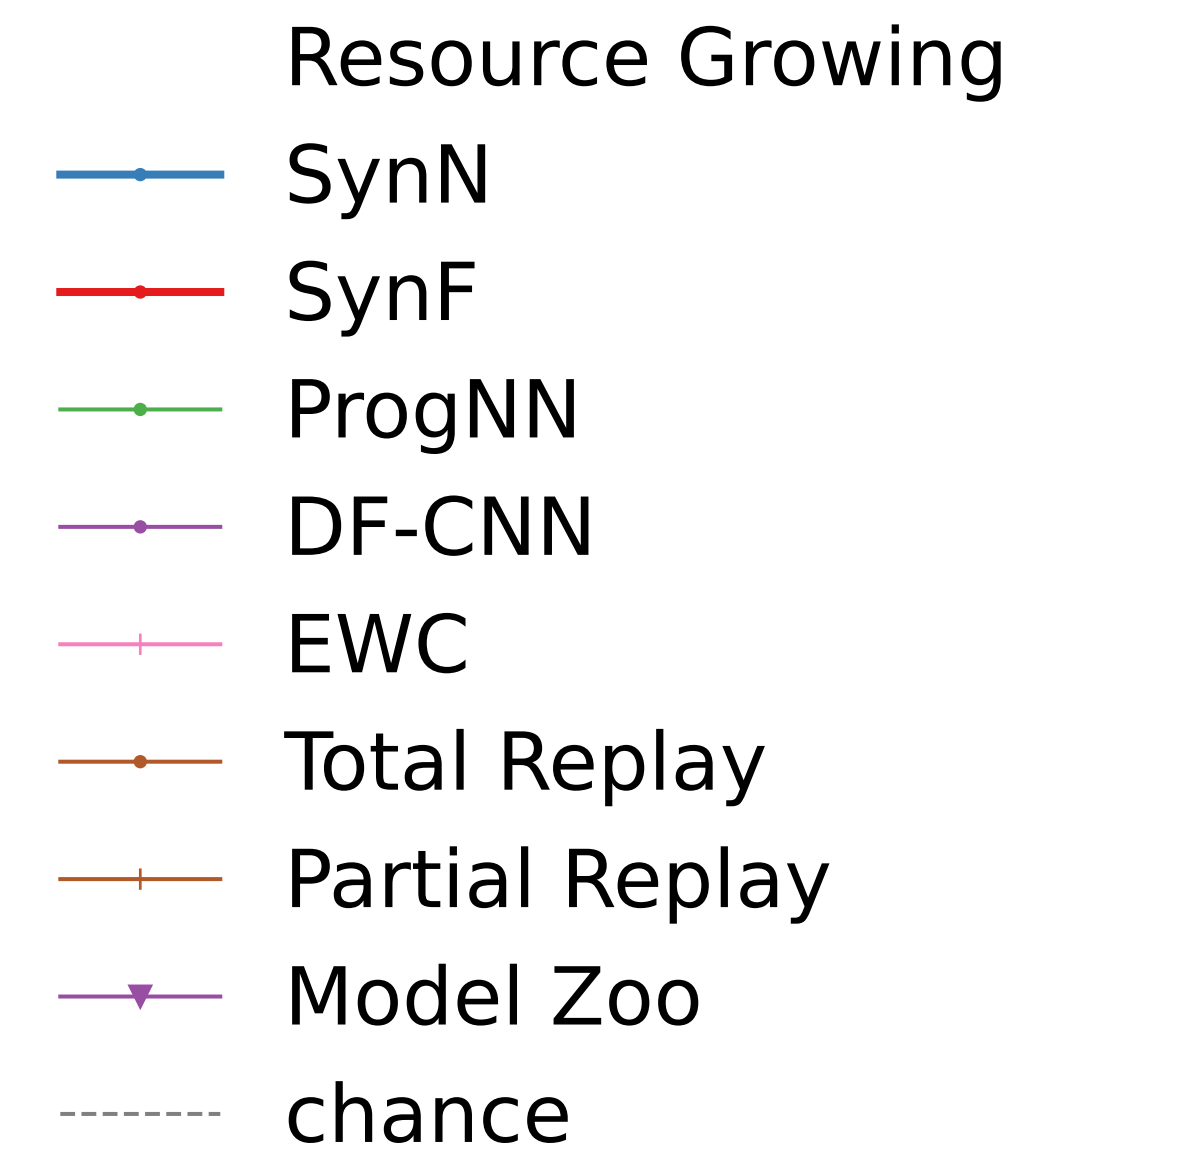 Resource Growing
SynN
SynF
ProgNN
DF-CNN
EWC
Total Replay
Partial Replay
Model Zoo
chance